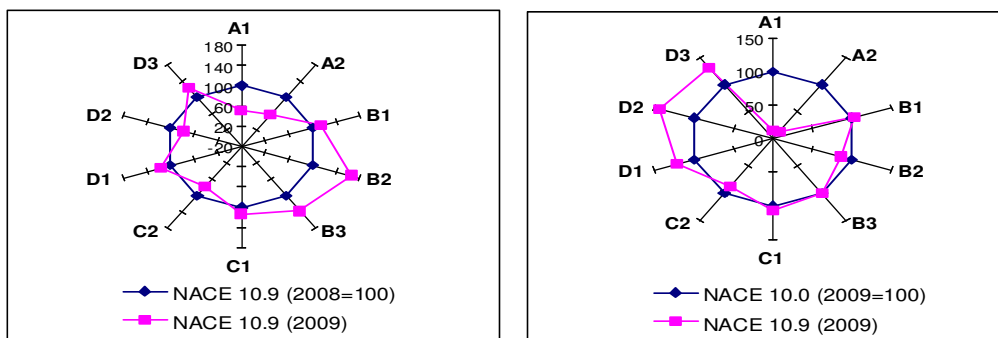 A1
180
140
100
60
20
-20
A2
B1
B2
B3
C1
C2
D1
D2
D3
NACE 10.9 (2008=100)
NACE 10.9 (2009)
A1
150
100
50
0
A2
B1
B2
B3
C1
C2
D1
D2
D3
NACE 10.0 (2009=100)
NACE 10.9 (2009)